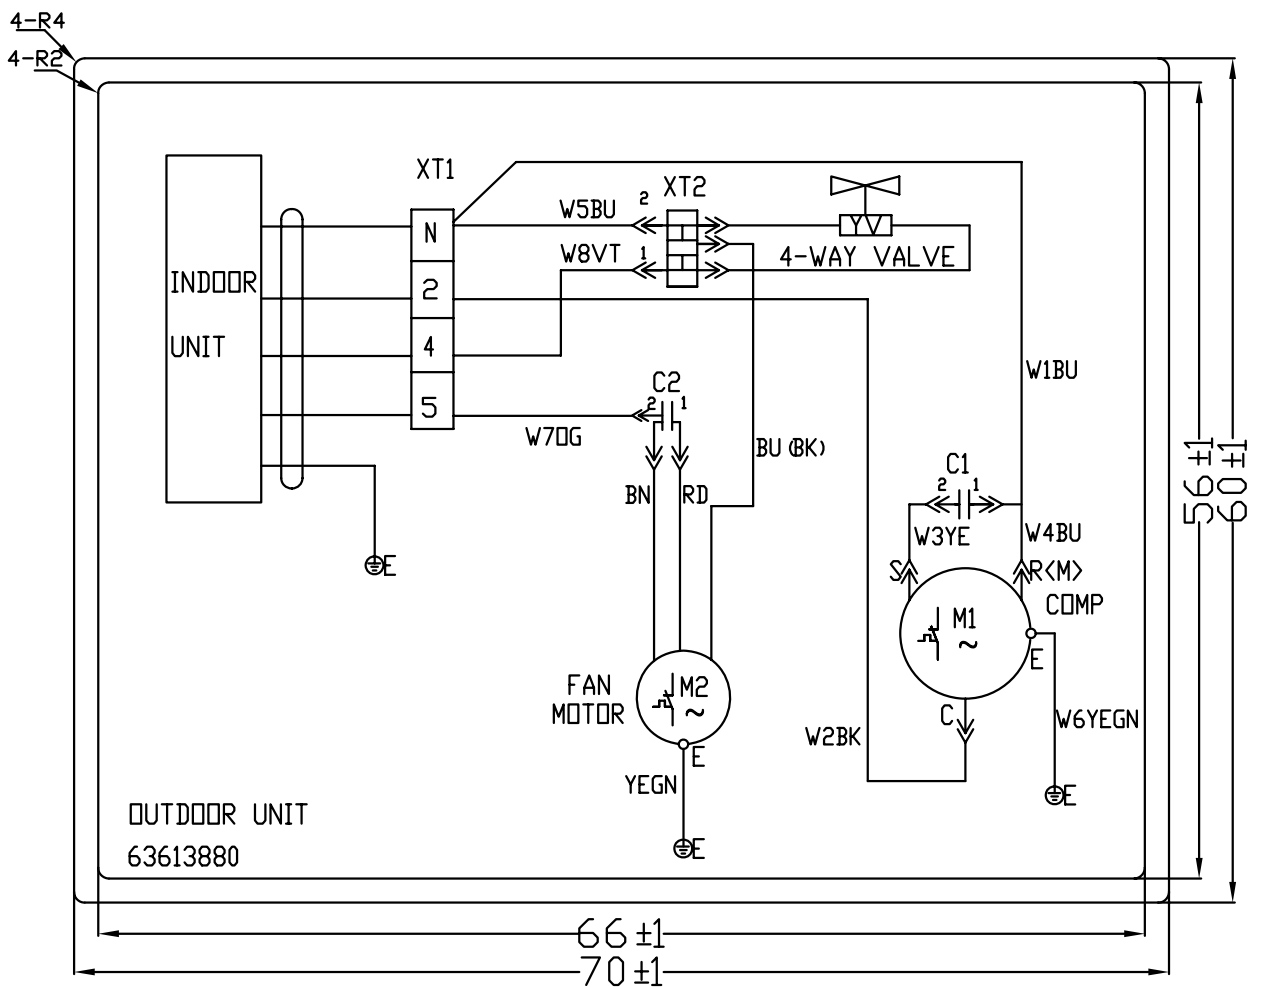 4-R4
4-R2
XT1
XT2
W5BU
2
N
YV
W8VT
1
4-WAY VALVE
INDOOR
2
UNIT
4
W1BU
C2
2
1
5
W7OG
BU(BK)
56±1
60±1
C1
2
1
BN
RD
W3YE
W4BU
E
S
R<M>
COMP
M1
~
E
FAN
M2
MOTOR
~
C
W6YEGN
W2BK
E
YEGN
E
OUTDOOR UNIT
E
63613880
66±1
70±1